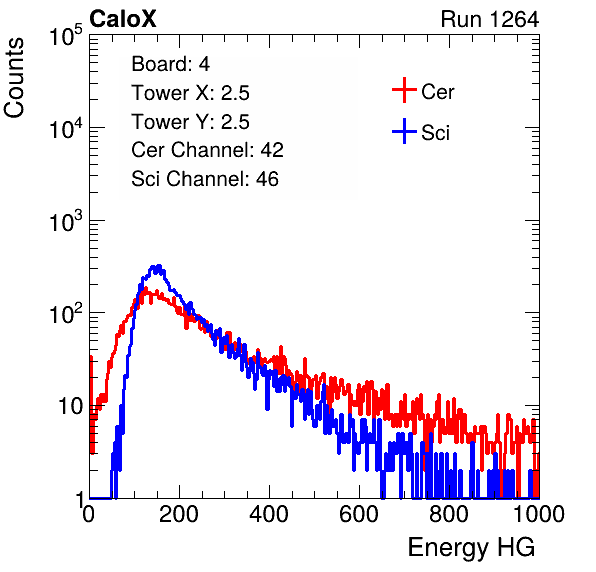 CaloX
Run 1264
Counts
Board: 4
Tower X: 2.5
Tower Y: 2.5
Cer Channel: 42
Sci Channel: 46
Cer
Sci
10^5
10^4
10^3
10^2
10
1
0 200 400 600 800 1000
Energy HG